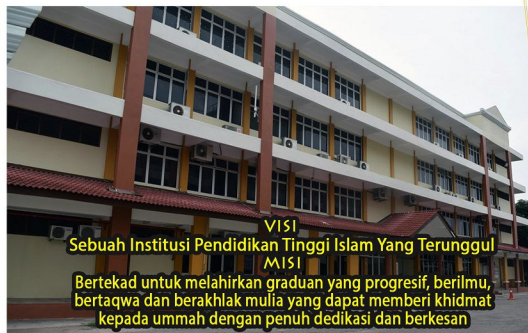 VISI
Sebuah Institusi Pendidikan Tinggi Islam Yang Terunggul
MISI
Bertekad untuk melahirkan graduan yang progresif, berilmu,
bertaqwa dan berakhlak mulia yang dapat memberi khidmat
kepada ummah dengan penuh dedikasi dan berkesan